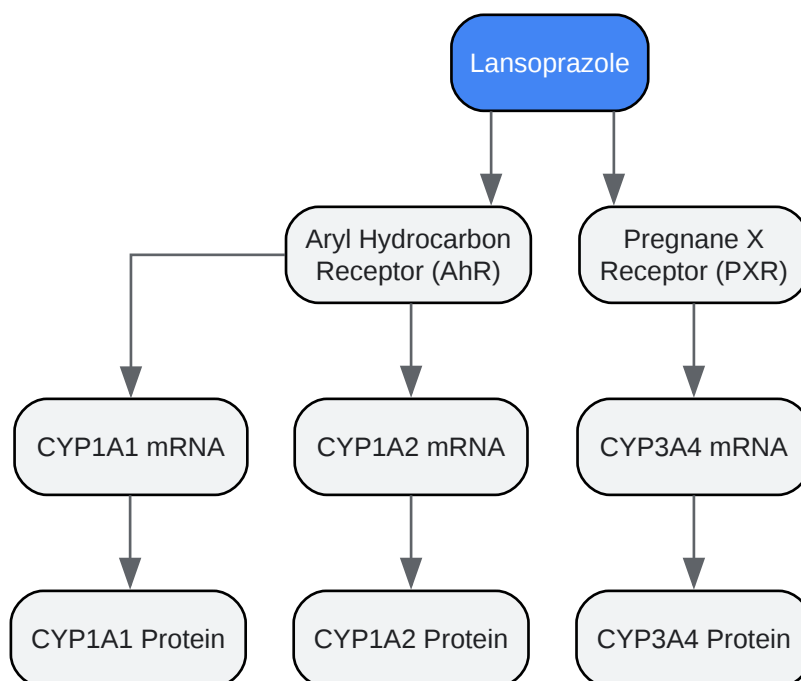 Lansoprazole
Aryl Hydrocarbon
Receptor (AhR)
Pregnane X
Receptor (PXR)
CYP1A1 mRNA
CYP1A2 mRNA
CYP3A4 mRNA
CYP1A1 Protein
CYP1A2 Protein
CYP3A4 Protein